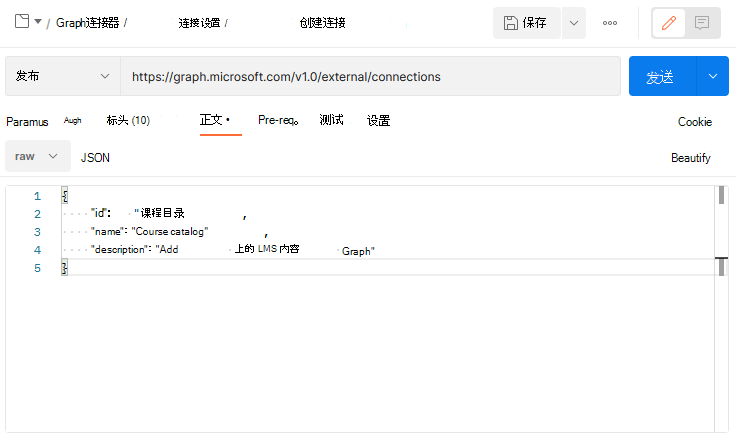 / Graph连接器 / 连接设置 / 创建连接 保存
发布 https://graph.microsoft.com/v1.0/external/connections 发送
Paramus Augh 标头 (10) 正文 • Pre-req。 测试 设置 Cookie
raw JSON Beautify
1 {
2 "id": "课程目录 ,
3 "name": "Course catalog" ,
4 "description": "Add 上的 LMS 内容 Graph"
5 }